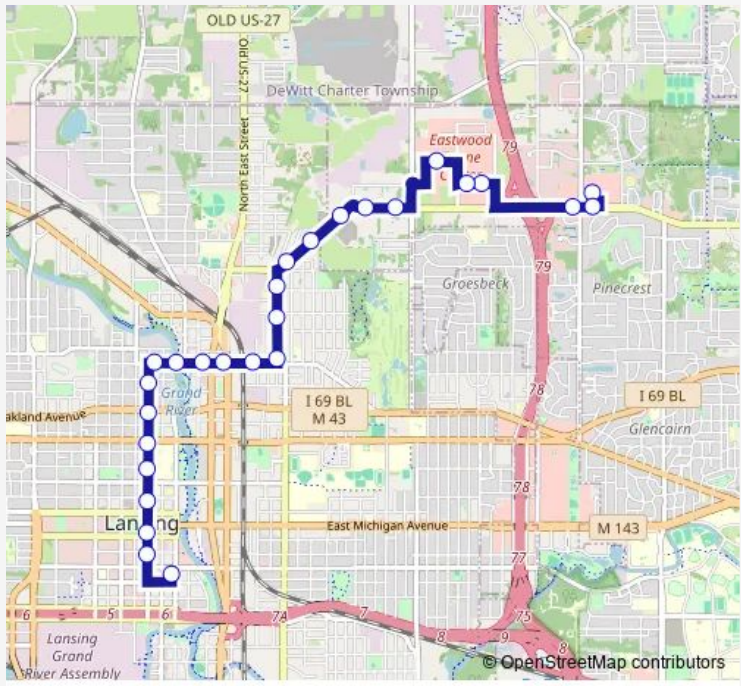 OLD US-27
OLD US-27
DeWitt Charter Township
North East Street
Eastwood
79
79
Groesbeck
Pinecrest
78
Grand
River
I 69 BL
M 43
I 69 BL
akland Avenue
Glencairn
78
Lansing
East Michigan Avenue
M 143
77
6
5
6
7A
7
75
8
9
8
Lansing
Grand
River Assembly
© OpenStreetMap contributors